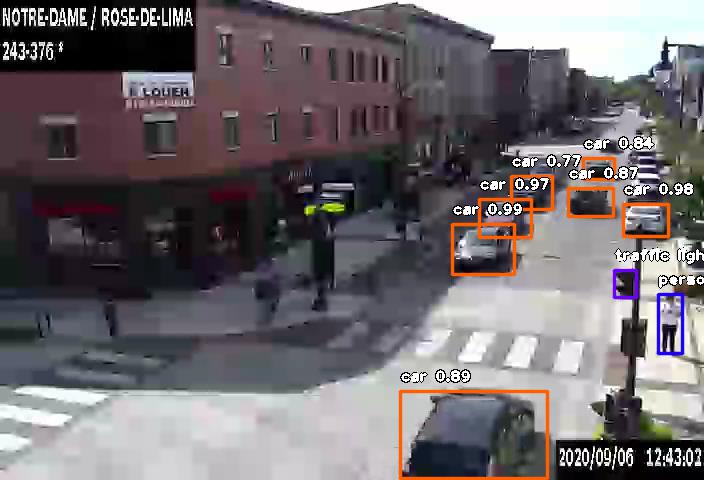 NOTRE-DAME / ROSE-DE-LIMA
243-376 *
À LOUER
car 0.84
car 0.77
car 0.87
car 0.97
car 0.98
car 0.99
traffic ligh
perso
car 0.89
2020/09/06 12:43:02